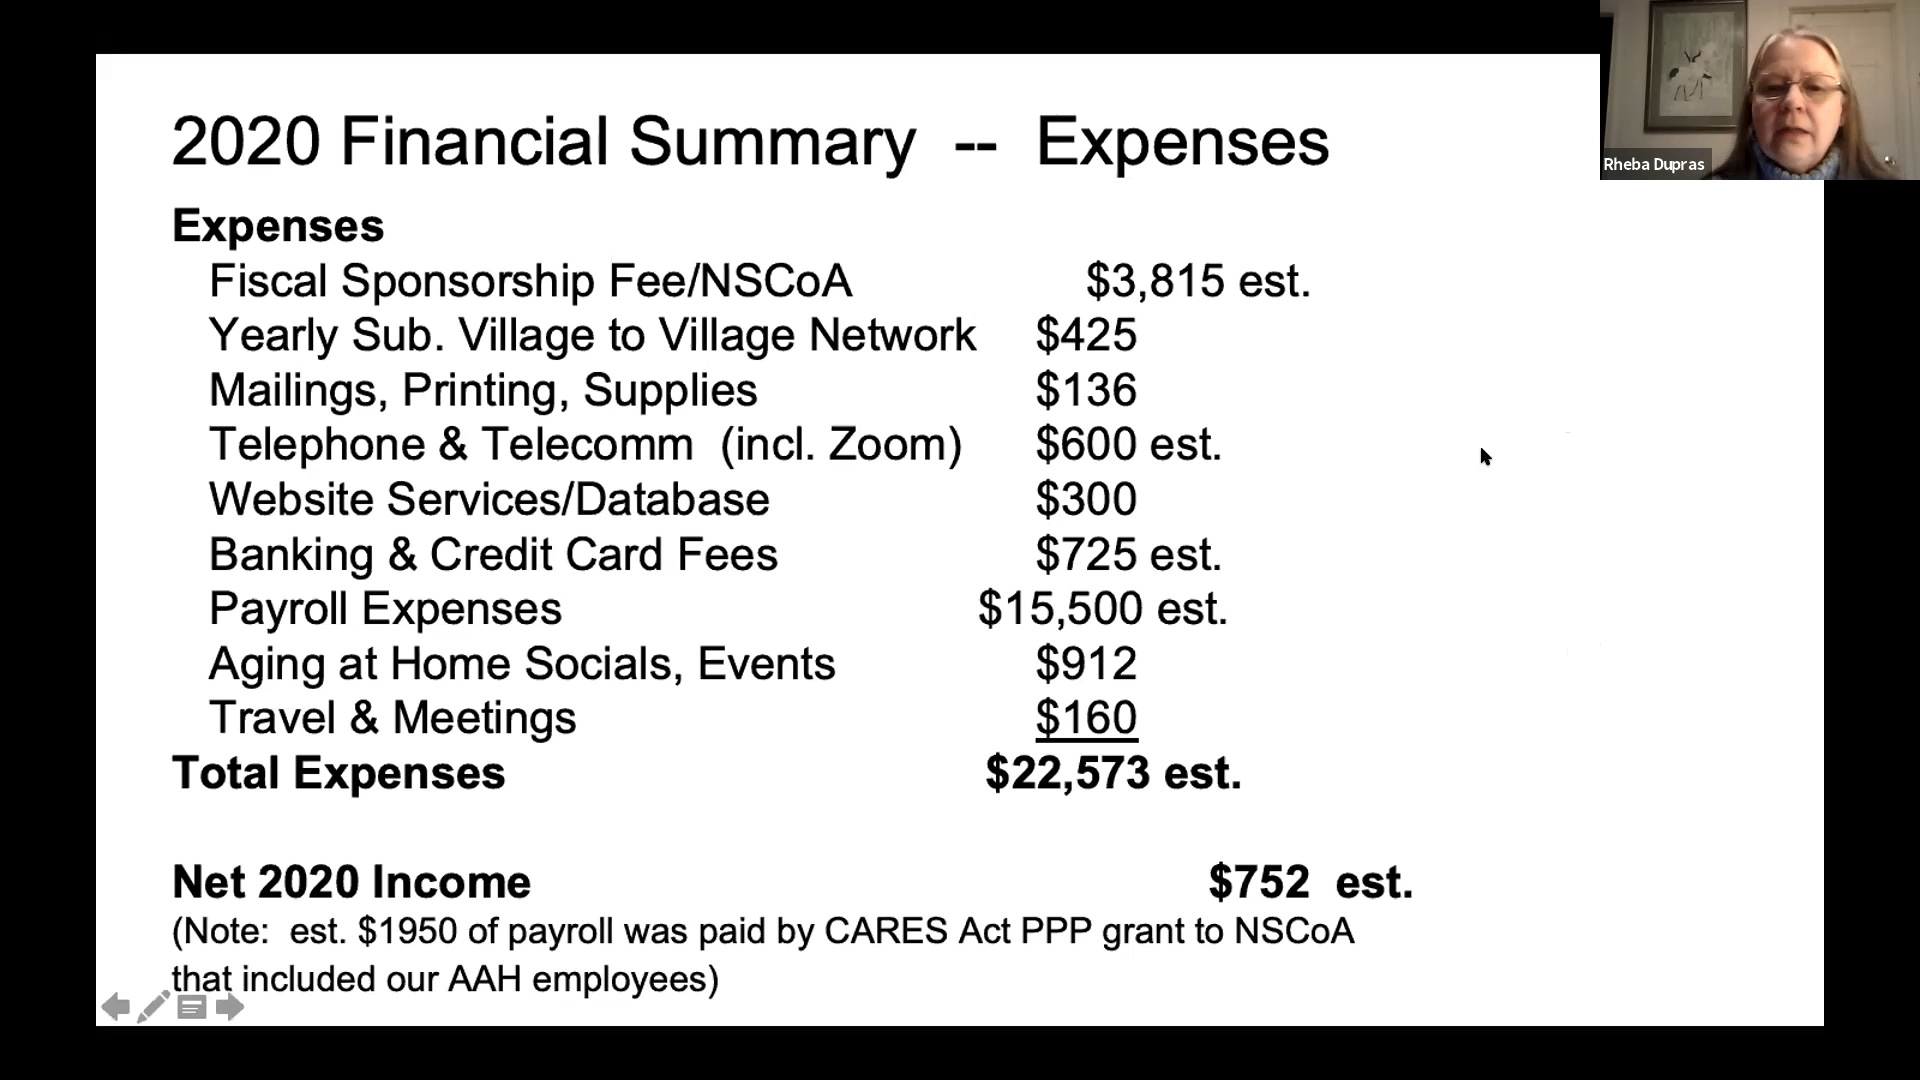 2020 Financial Summary -- Expenses
Rheba Dupras
Expenses
Fiscal Sponsorship Fee/NSCoA $3,815 est.
Yearly Sub. Village to Village Network $425
Mailings, Printing, Supplies $136
Telephone & Telecomm (incl. Zoom) $600 est.
Website Services/Database $300
Banking & Credit Card Fees $725 est.
Payroll Expenses $15,500 est.
Aging at Home Socials, Events $912
Travel & Meetings $160
Total Expenses $22,573 est.
Net 2020 Income $752 est.
(Note: est. $1950 of payroll was paid by CARES Act PPP grant to NSCoA
that included our AAH employees)